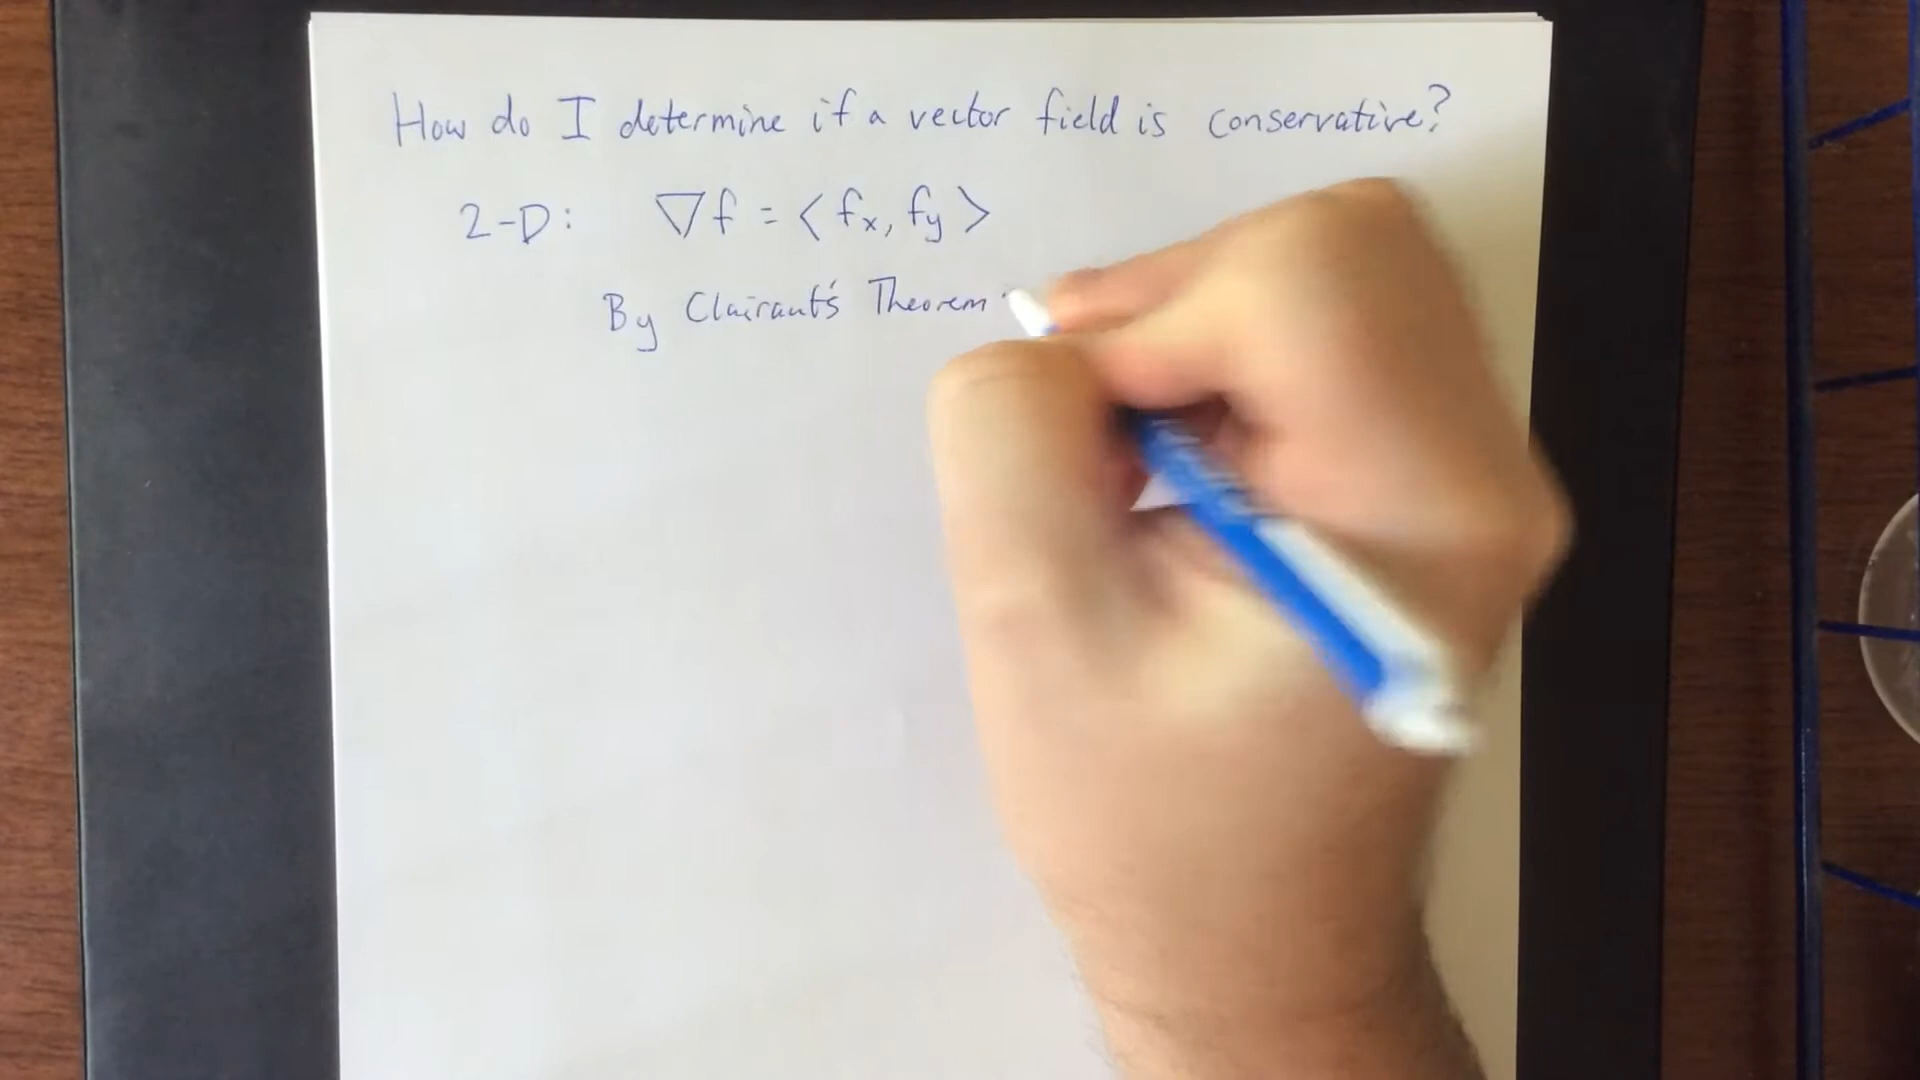 How do I determine if a vector field is conservative?
2-D: ∇f = ⟨fx, fy⟩
By Clairaut's Theorem